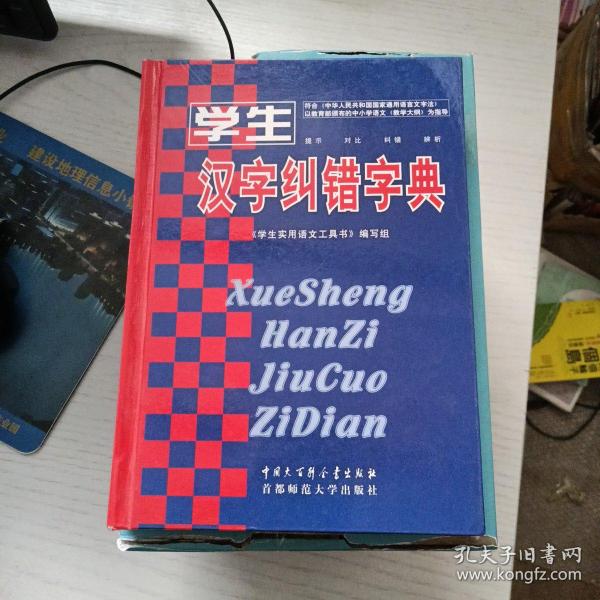 学生
符合《中华人民共和国国家通用语言文字法》
以教育部颁布的中小学语文《教学大纲》为指导
提示 对比 纠错 辨析
汉字纠错字典
《学生实用语文工具书》编写组
XueSheng
HanZi
JiuCuo
ZiDian
中国大百科全书出版社
首都师范大学出版社
建设地理信息小
孔夫子旧书网
www.kongfz.com